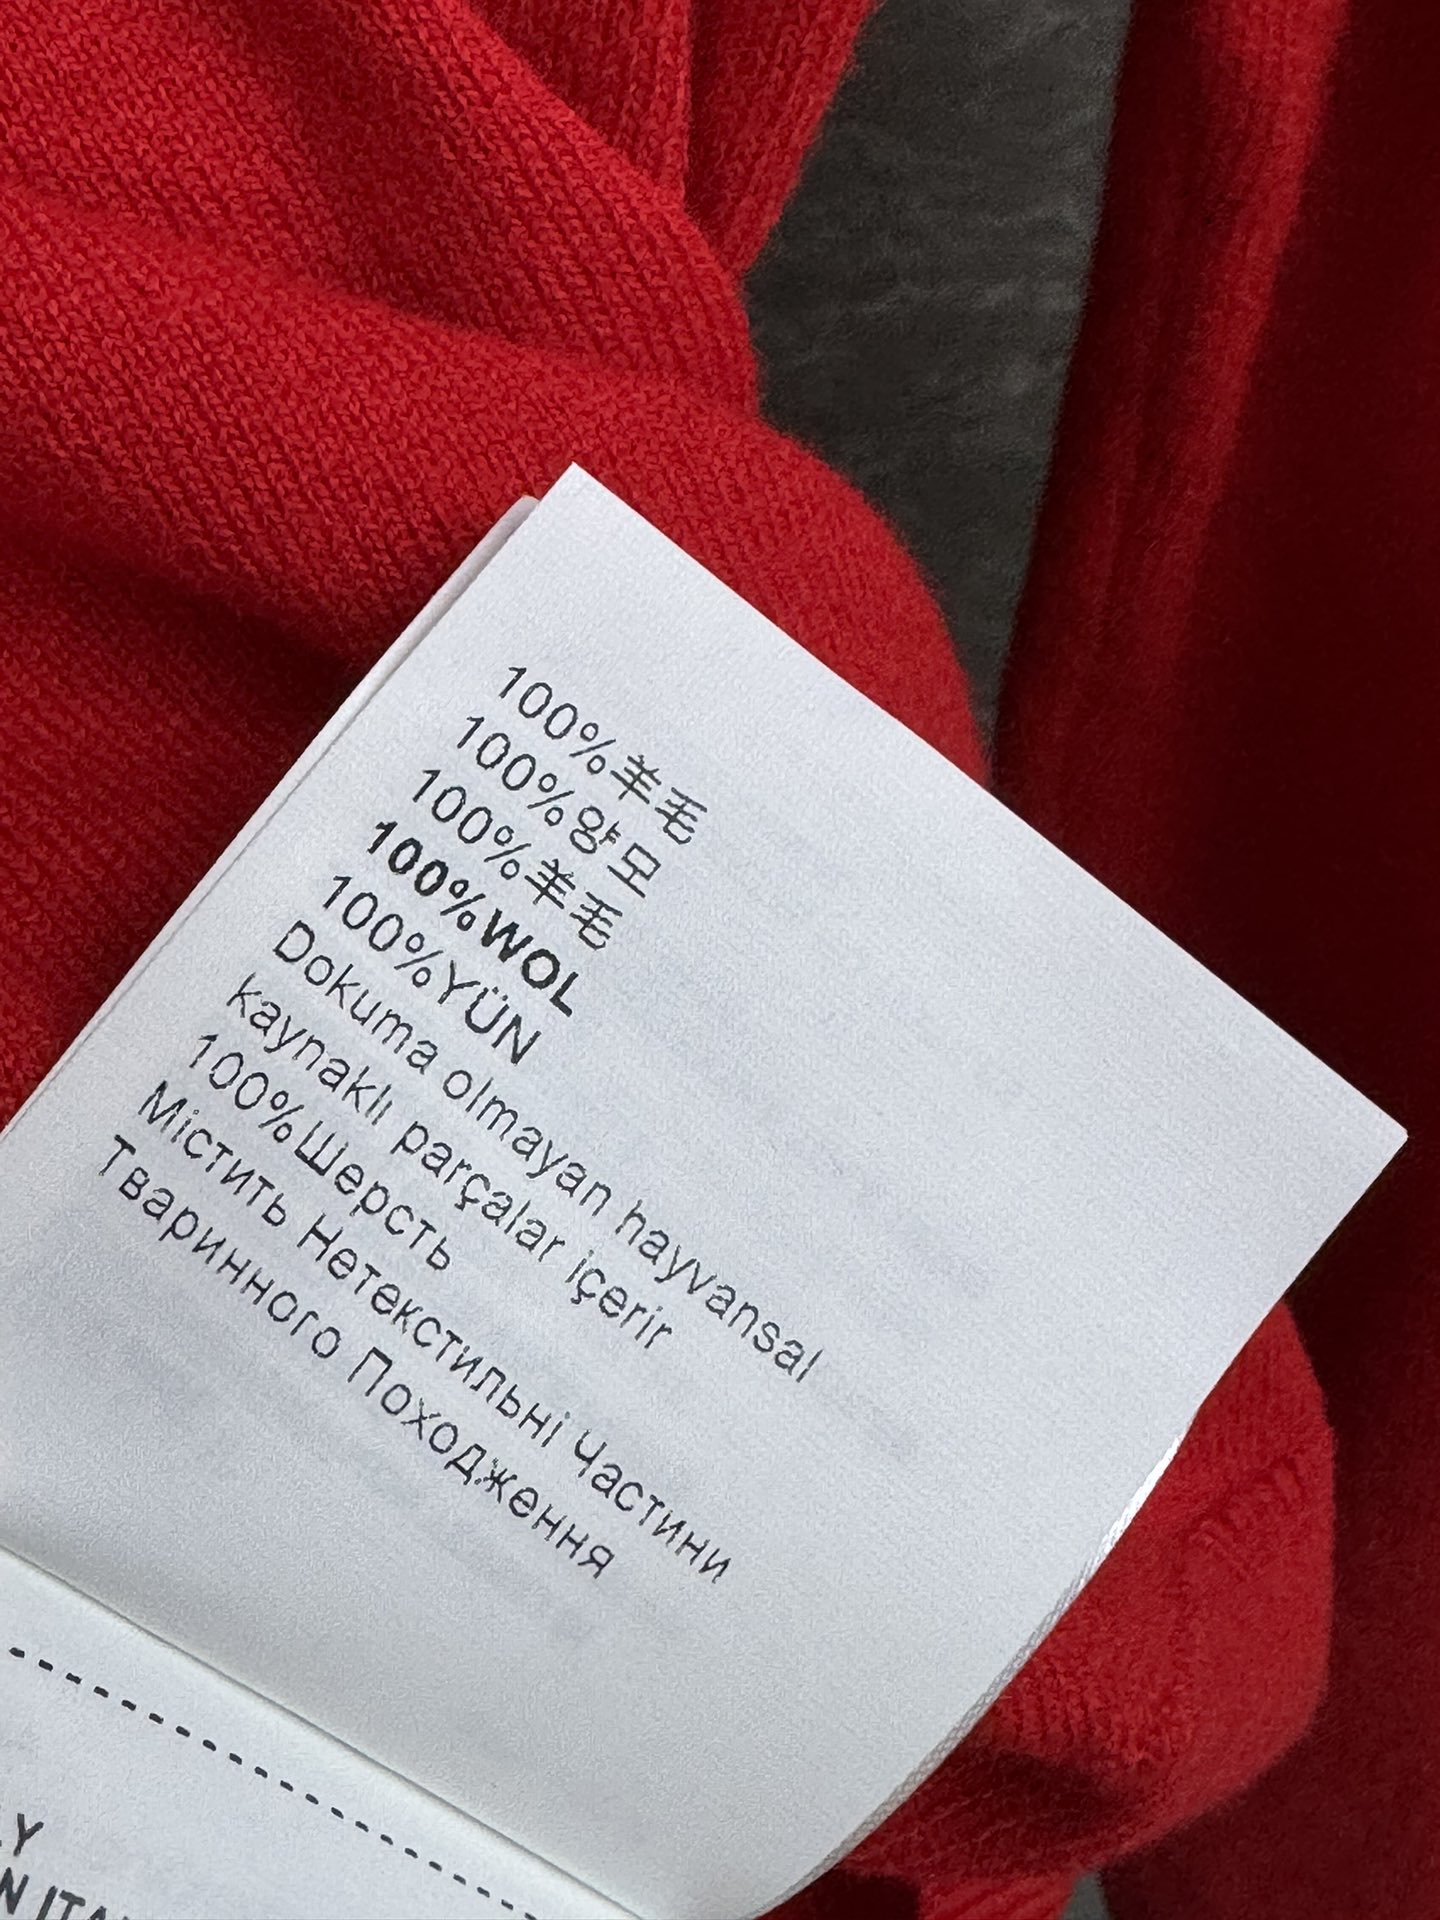 100%羊毛
100%양모
100%羊毛
100%WOL
100%YÜN
Dokuma olmayan hayvansal
kaynaklı parçalar içerir
100%Шерсть
Містить Нетекстильні Частини
Тваринного Походження